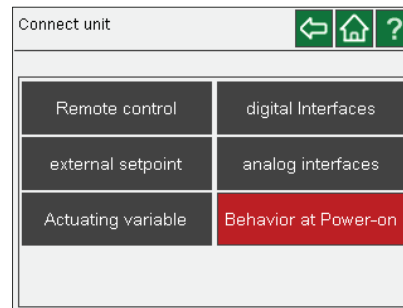 Connect unit
?
Remote control
digital Interfaces
external setpoint
analog interfaces
Actuating variable
Behavior at Power-on